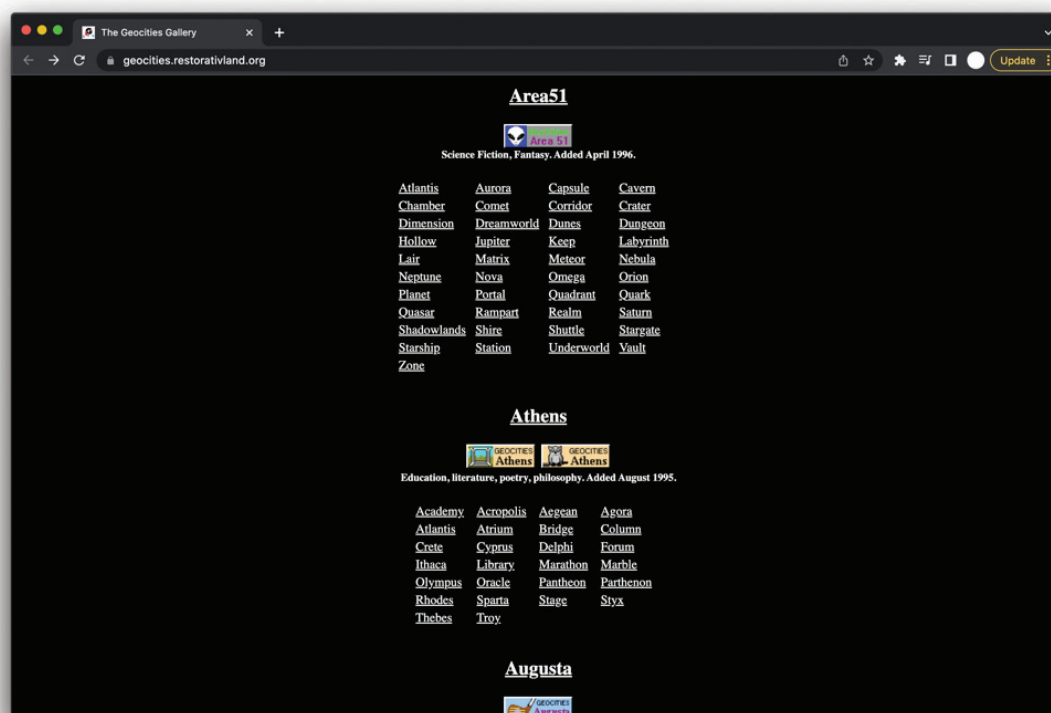 The Geocities Gallery
geocities.restorativland.org
Update
Area51
Area 51
Science Fiction, Fantasy. Added April 1996.
Atlantis Aurora Capsule Cavern
Chamber Comet Corridor Crater
Dimension Dreamworld Dunes Dungeon
Hollow Jupiter Keep Labyrinth
Lair Matrix Meteor Nebula
Neptune Nova Omega Orion
Planet Portal Quadrant Quark
Quasar Rampart Realm Saturn
Shadowlands Shire Shuttle Stargate
Starship Station Underworld Vault
Zone
Athens
GEOCITIES GEOCITIES
Athens Athens
Education, literature, poetry, philosophy. Added August 1995.
Academy Acropolis Aegean Agora
Atlantis Atrium Bridge Column
Crete Cyprus Delphi Forum
Ithaca Library Marathon Marble
Olympus Oracle Pantheon Parthenon
Rhodes Sparta Stage Styx
Thebes Troy
Augusta
GEOCITIES
Augusta